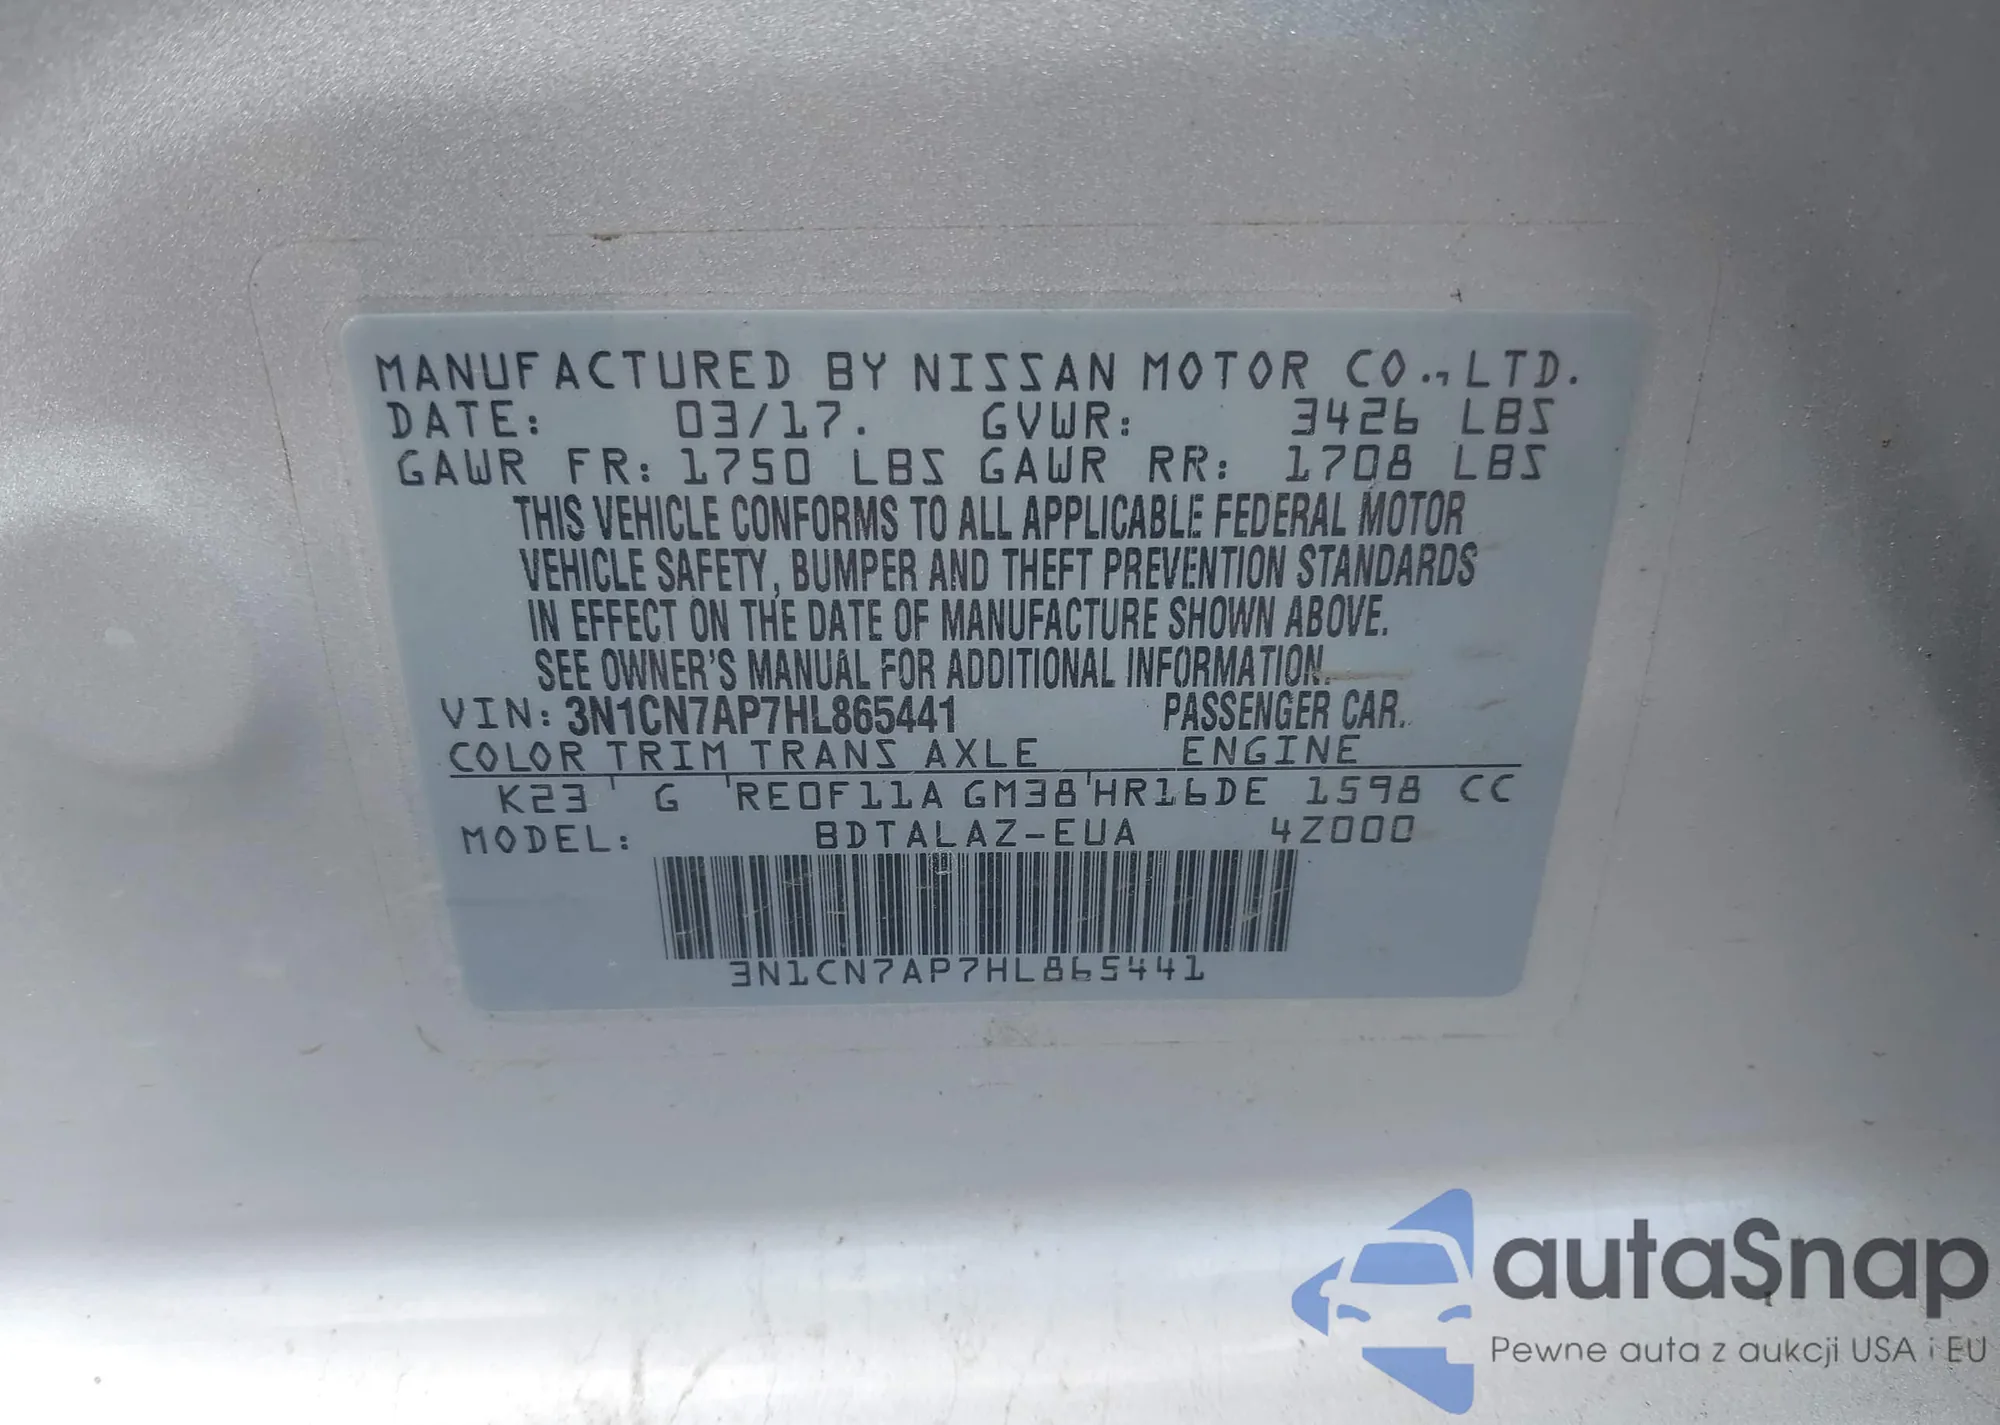 MANUFACTURED BY NISSAN MOTOR CO., LTD.
DATE: 03/17. GVWR: 3426 LBS
GAWR FR: 1750 LBS GAWR RR: 1708 LBS
THIS VEHICLE CONFORMS TO ALL APPLICABLE FEDERAL MOTOR
VEHICLE SAFETY, BUMPER AND THEFT PREVENTION STANDARDS
IN EFFECT ON THE DATE OF MANUFACTURE SHOWN ABOVE.
SEE OWNER'S MANUAL FOR ADDITIONAL INFORMATION.
VIN: 3N1CN7AP7HL865441 PASSENGER CAR.
COLOR TRIM TRANS AXLE ENGINE
K23 ' G 'RE0F11A GM38'HR16DE 1598 CC
MODEL: BDTALAZ-EUA 4Z000
3N1CN7AP7HL865441
autaSnap
Pewne auta z aukcji USA i EU